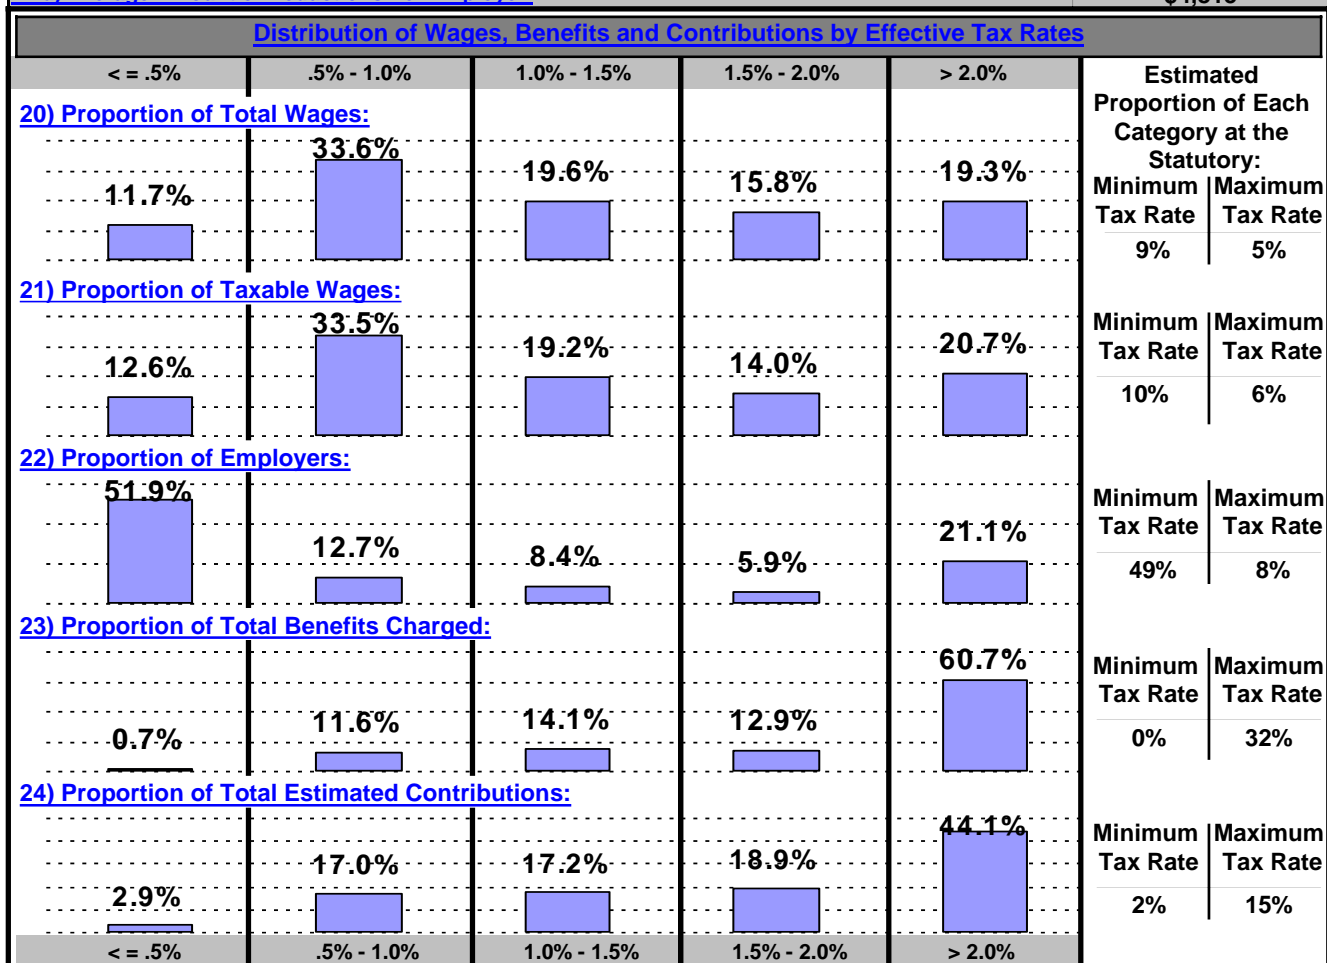 Distribution of Wages, Benefits and Contributions by Effective Tax Rates
< = .5% .5% - 1.0% 1.0% - 1.5% 1.5% - 2.0% > 2.0%
Estimated
Proportion of Each
Category at the
Statutory:
20) Proportion of Total Wages:
11.7% 33.6% 19.6% 15.8% 19.3%
Minimum Maximum
Tax Rate Tax Rate
9% 5%
21) Proportion of Taxable Wages:
12.6% 33.5% 19.2% 14.0% 20.7%
Minimum Maximum
Tax Rate Tax Rate
10% 6%
22) Proportion of Employers:
51.9% 12.7% 8.4% 5.9% 21.1%
Minimum Maximum
Tax Rate Tax Rate
49% 8%
23) Proportion of Total Benefits Charged:
0.7% 11.6% 14.1% 12.9% 60.7%
Minimum Maximum
Tax Rate Tax Rate
0% 32%
24) Proportion of Total Estimated Contributions:
2.9% 17.0% 17.2% 18.9% 44.1%
Minimum Maximum
Tax Rate Tax Rate
2% 15%
< = .5% .5% - 1.0% 1.0% - 1.5% 1.5% - 2.0% > 2.0%